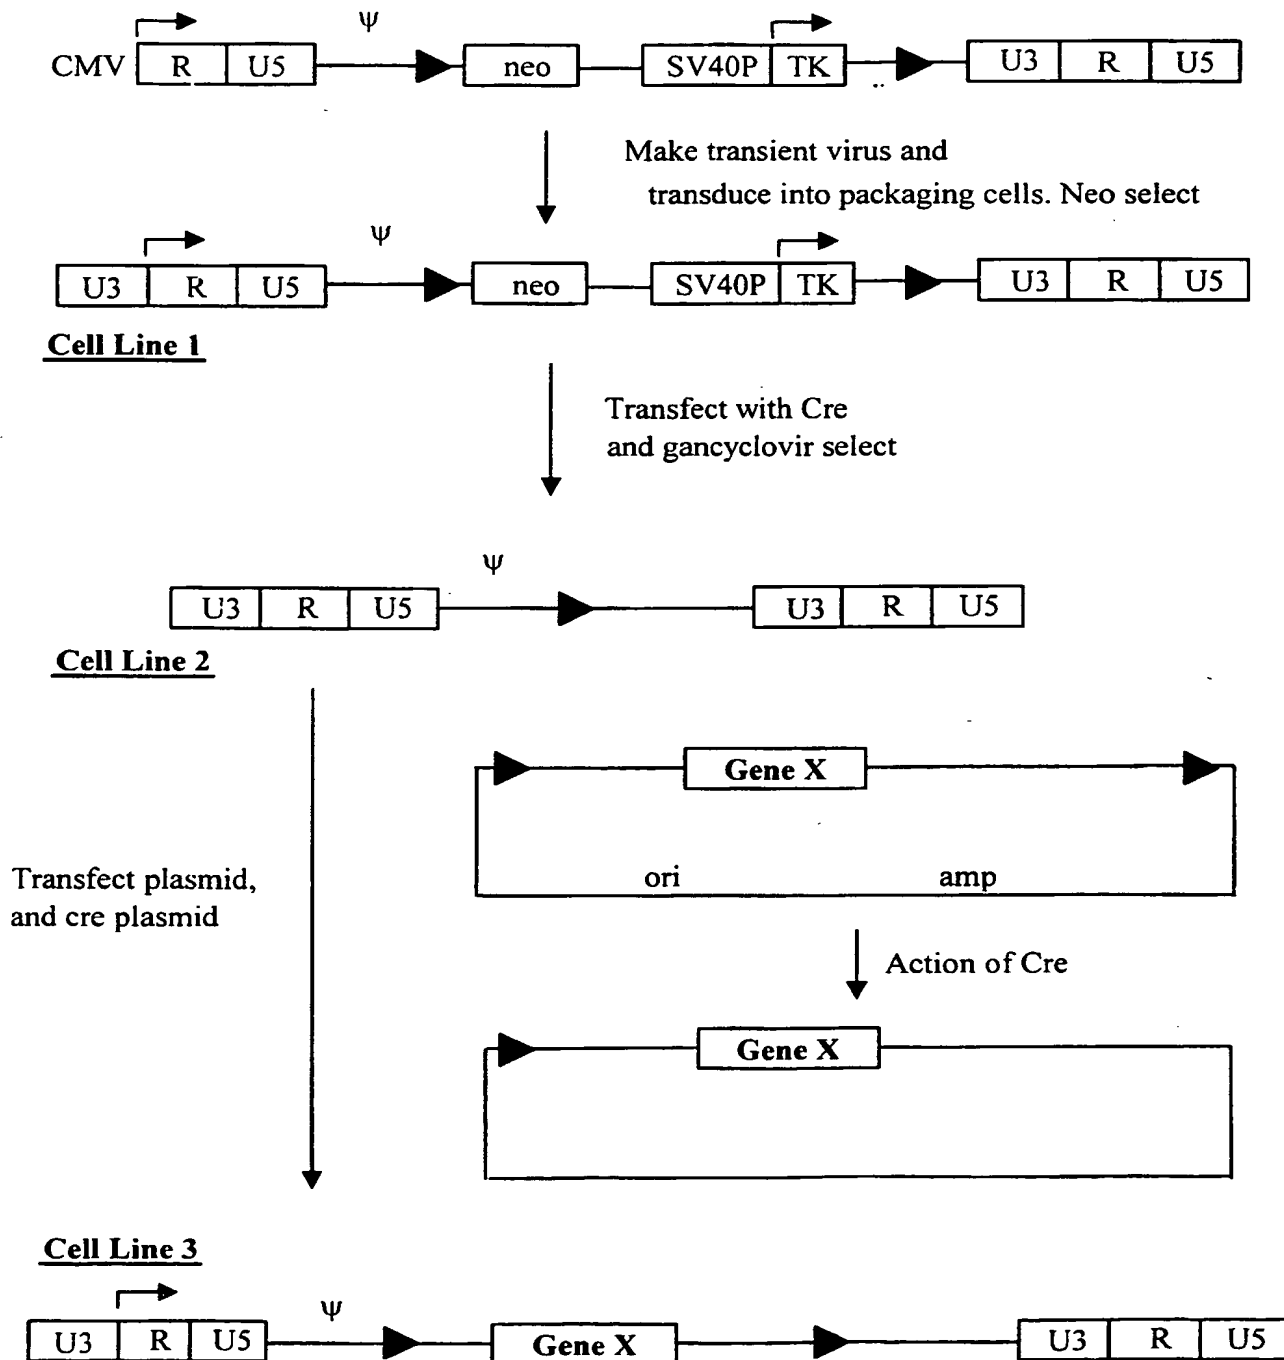 ψ
CMV R U5 neo SV40P TK U3 R U5
Make transient virus and
transduce into packaging cells. Neo select
ψ
U3 R U5 neo SV40P TK U3 R U5
Cell Line 1
Transfect with Cre
and gancyclovir select
ψ
U3 R U5 U3 R U5
Cell Line 2
Gene X
ori amp
Transfect plasmid,
and cre plasmid
Action of Cre
Gene X
Cell Line 3
ψ
U3 R U5 Gene X U3 R U5